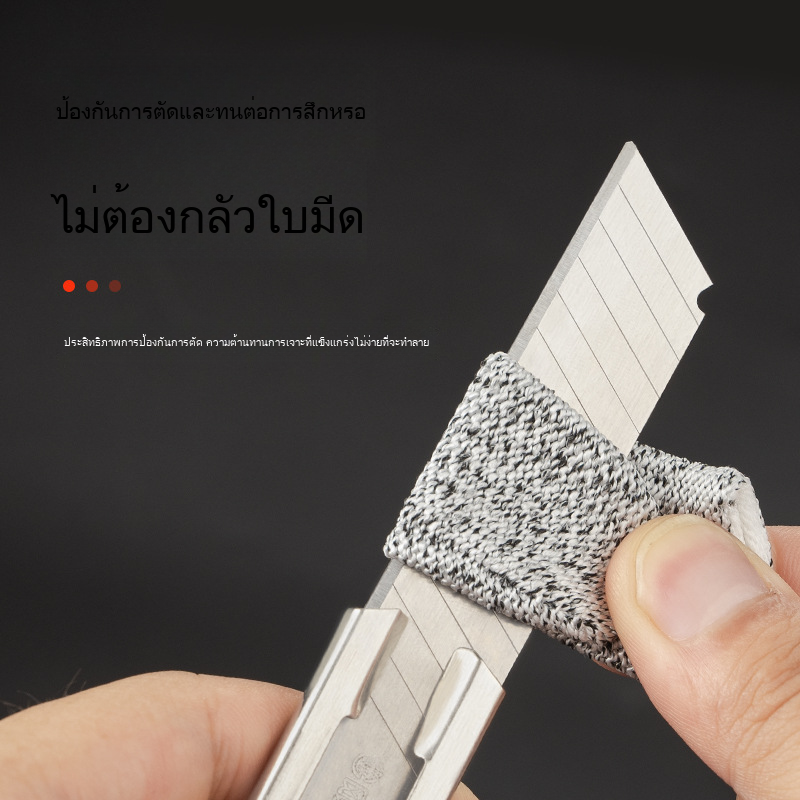 ป้องกันการตัดและทนต่อการสึกหรอ
ไม่ต้องกลัวใบมีด
ประสิทธิภาพการป้องกันการตัด ความต้านทานการเจาะที่แข็งแกร่งไม่ง่ายที่จะทำลาย